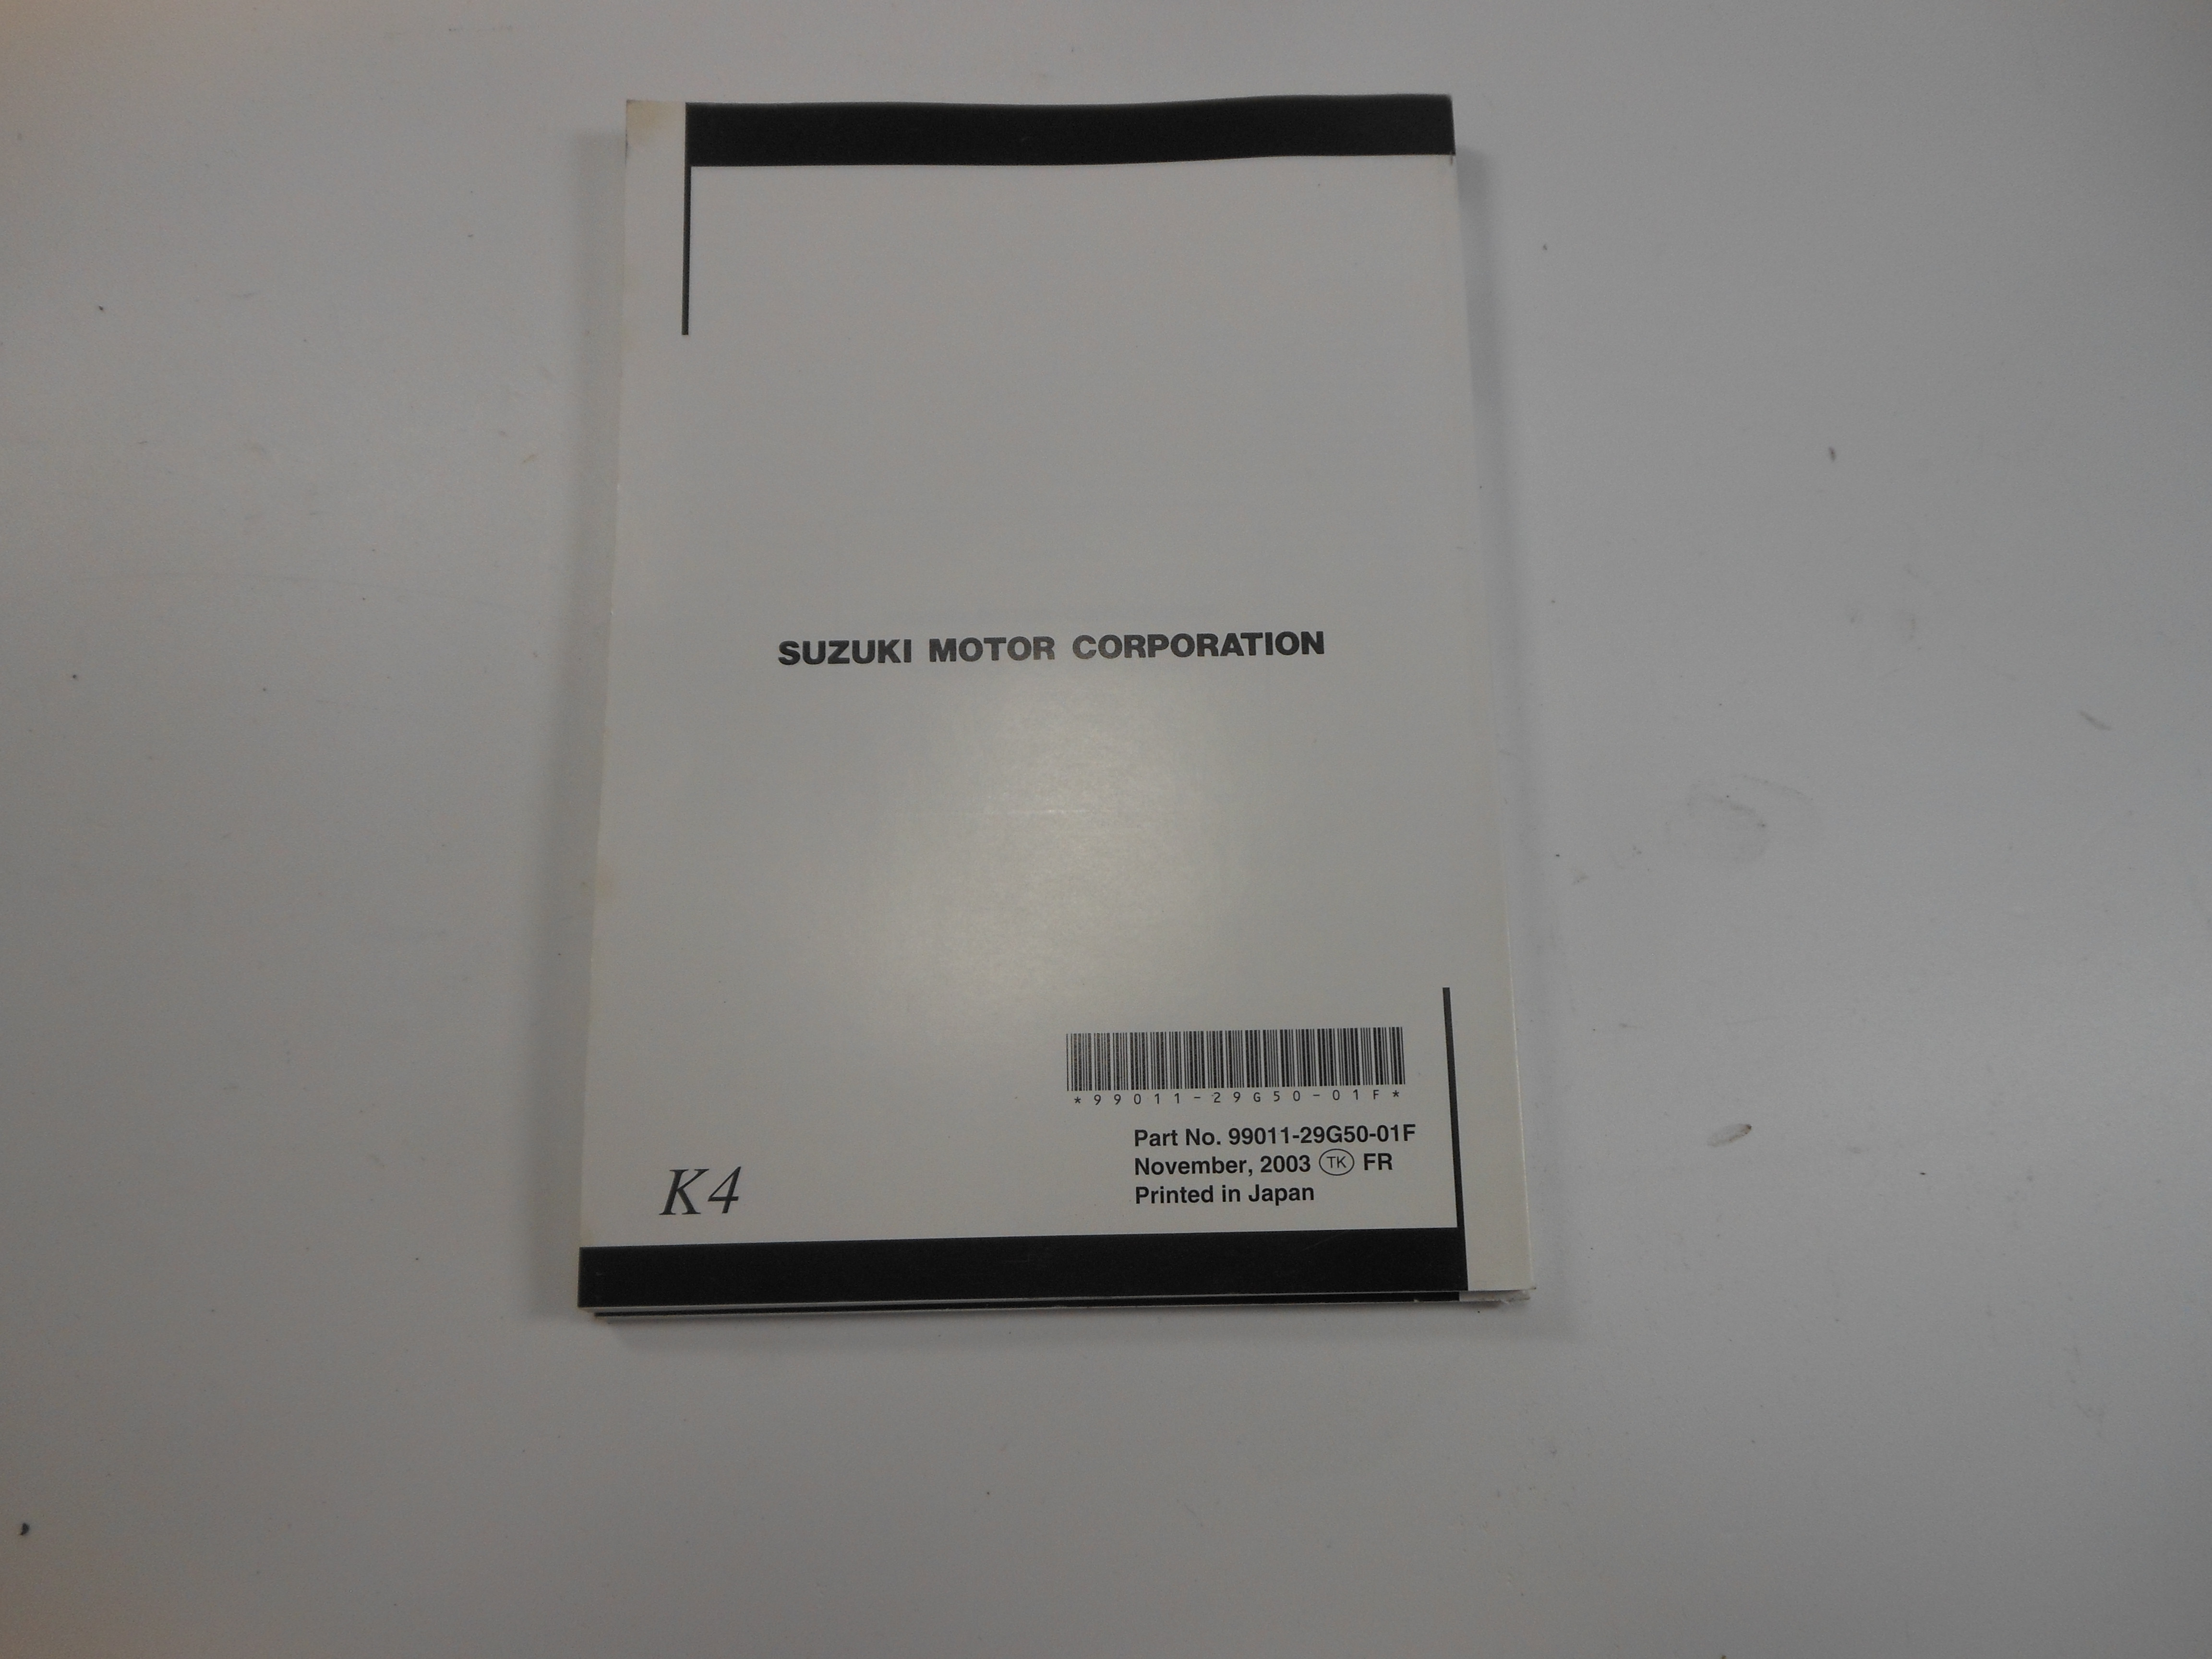 SUZUKI MOTOR CORPORATION
*99011-29G50-01F*
Part No. 99011-29G50-01F
November, 2003 TK FR
Printed in Japan
K4